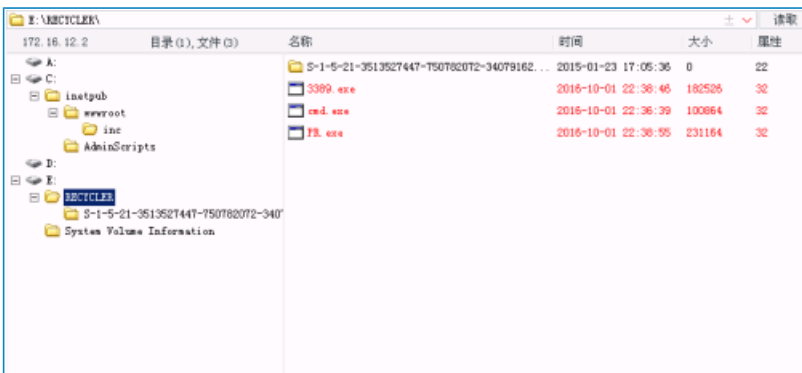 E:\RECYCLER\ 读取
172.16.12.2 目录(1),文件(3) 名称 时间 大小 属性
A:
C:
inetpub
wwwroot
inc
AdminScripts
D:
E:
RECYCLER
S-1-5-21-3513527447-750782072-340
System Volume Information
S-1-5-21-3513527447-750782072-34079162... 2015-01-23 17:05:36 0 22
3389.exe 2016-10-01 22:38:46 182526 32
cmd.exe 2016-10-01 22:36:39 100864 32
PR.exe 2016-10-01 22:38:55 231164 32